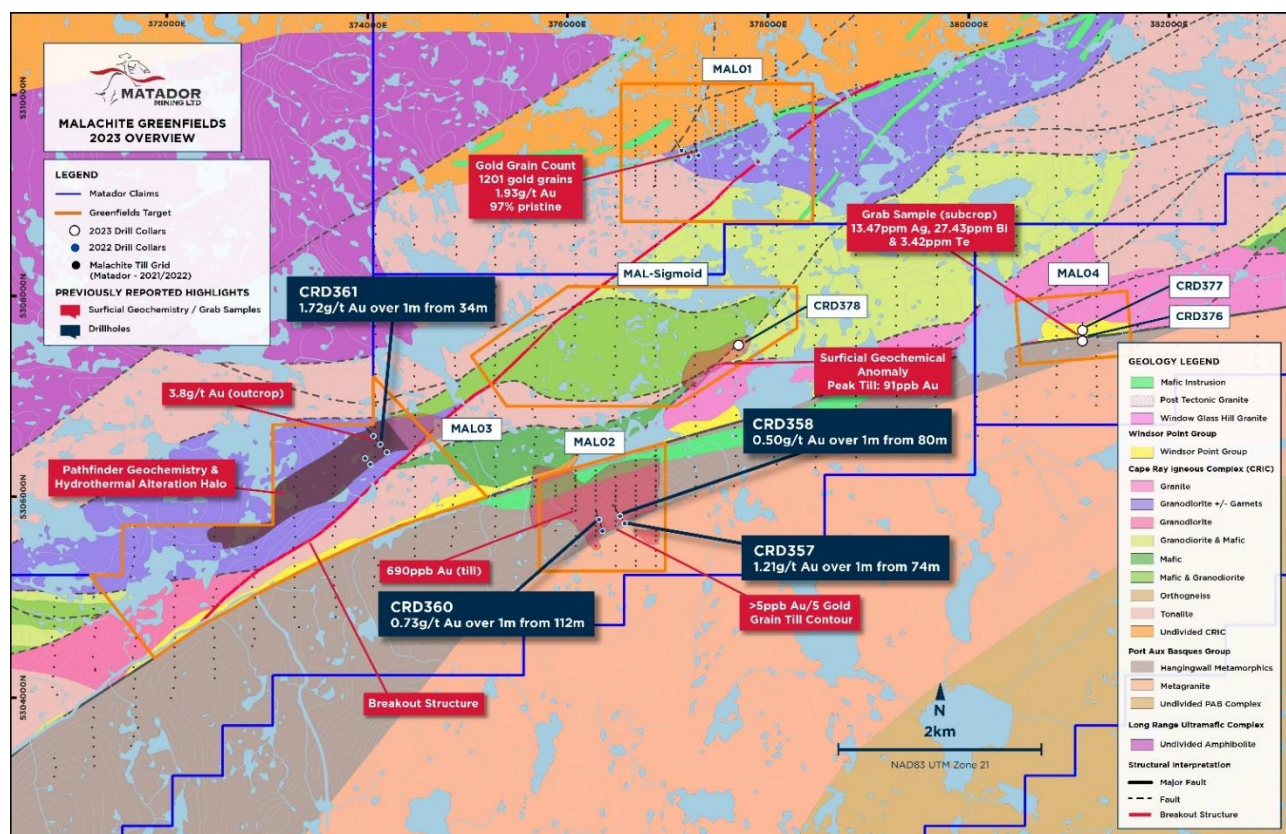 372000E
374000E
376000E
378000E
380000E
382000E
5310000N
5308000N
5306000N
5304000N
MATADOR
MINING LTD
MALACHITE GREENFIELDS
2023 OVERVIEW
LEGEND
Matador Claims
Greenfields Target
2023 Drill Collars
2022 Drill Collars
Malachite Till Grid
(Matador - 2021/2022)
PREVIOUSLY REPORTED HIGHLIGHTS
Surficial Geochemistry / Grab Samples
Drillholes
MAL01
Gold Grain Count
1201 gold grains
1.93g/t Au
97% pristine
Grab Sample (subcrop)
13.47ppm Ag, 27.43ppm Bi
& 3.42ppm Te
MAL04
CRD377
CRD376
MAL-Sigmoid
CRD378
CRD361
1.72g/t Au over 1m from 34m
Surficial Geochemical
Anomaly
Peak Till: 91ppb Au
3.8g/t Au (outcrop)
MAL03
MAL02
CRD358
0.50g/t Au over 1m from 80m
Pathfinder Geochemistry &
Hydrothermal Alteration Halo
690ppb Au (till)
CRD357
1.21g/t Au over 1m from 74m
CRD360
0.73g/t Au over 1m from 112m
>5ppb Au/5 Gold
Grain Till Contour
Breakout Structure
N
2km
NAD83 UTM Zone 21
GEOLOGY LEGEND
Mafic Instrusion
Post Tectonic Granite
Window Glass Hill Granite
Windsor Point Group
Windsor Point Group
Cape Ray Igneous Complex (CRIC)
Granite
Granodiorite +/- Garnets
Granodiorite
Granodiorite & Mafic
Mafic
Mafic & Granodiorite
Orthogneiss
Tonalite
Undivided CRIC
Port Aux Basques Group
Hangingwall Metamorphics
Metagranite
Undivided PAB Complex
Long Range Ultramafic Complex
Undivided Amphibolite
Structural Interpretation
Major Fault
Fault
Breakout Structure